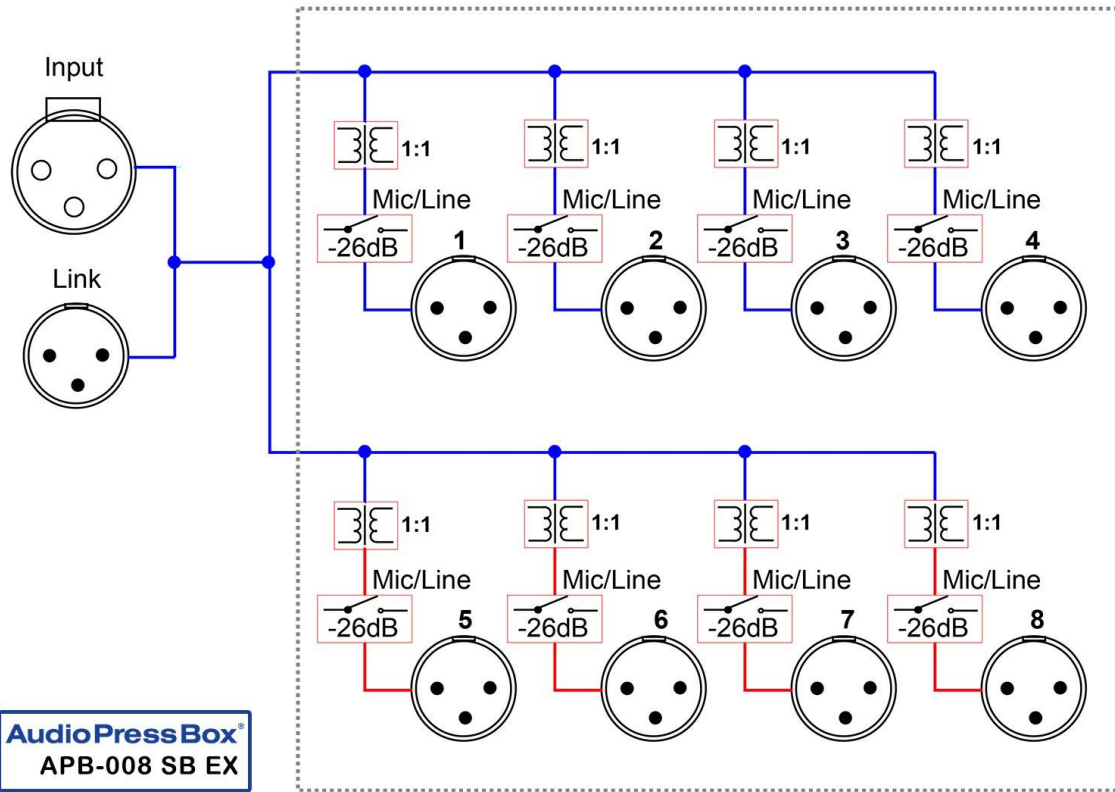 Input
Link
1:1
1:1
1:1
1:1
Mic/Line
Mic/Line
Mic/Line
Mic/Line
-26dB
1
-26dB
2
-26dB
3
-26dB
4
1:1
1:1
1:1
1:1
Mic/Line
Mic/Line
Mic/Line
Mic/Line
-26dB
5
-26dB
6
-26dB
7
-26dB
8
AudioPressBox®
APB-008 SB EX